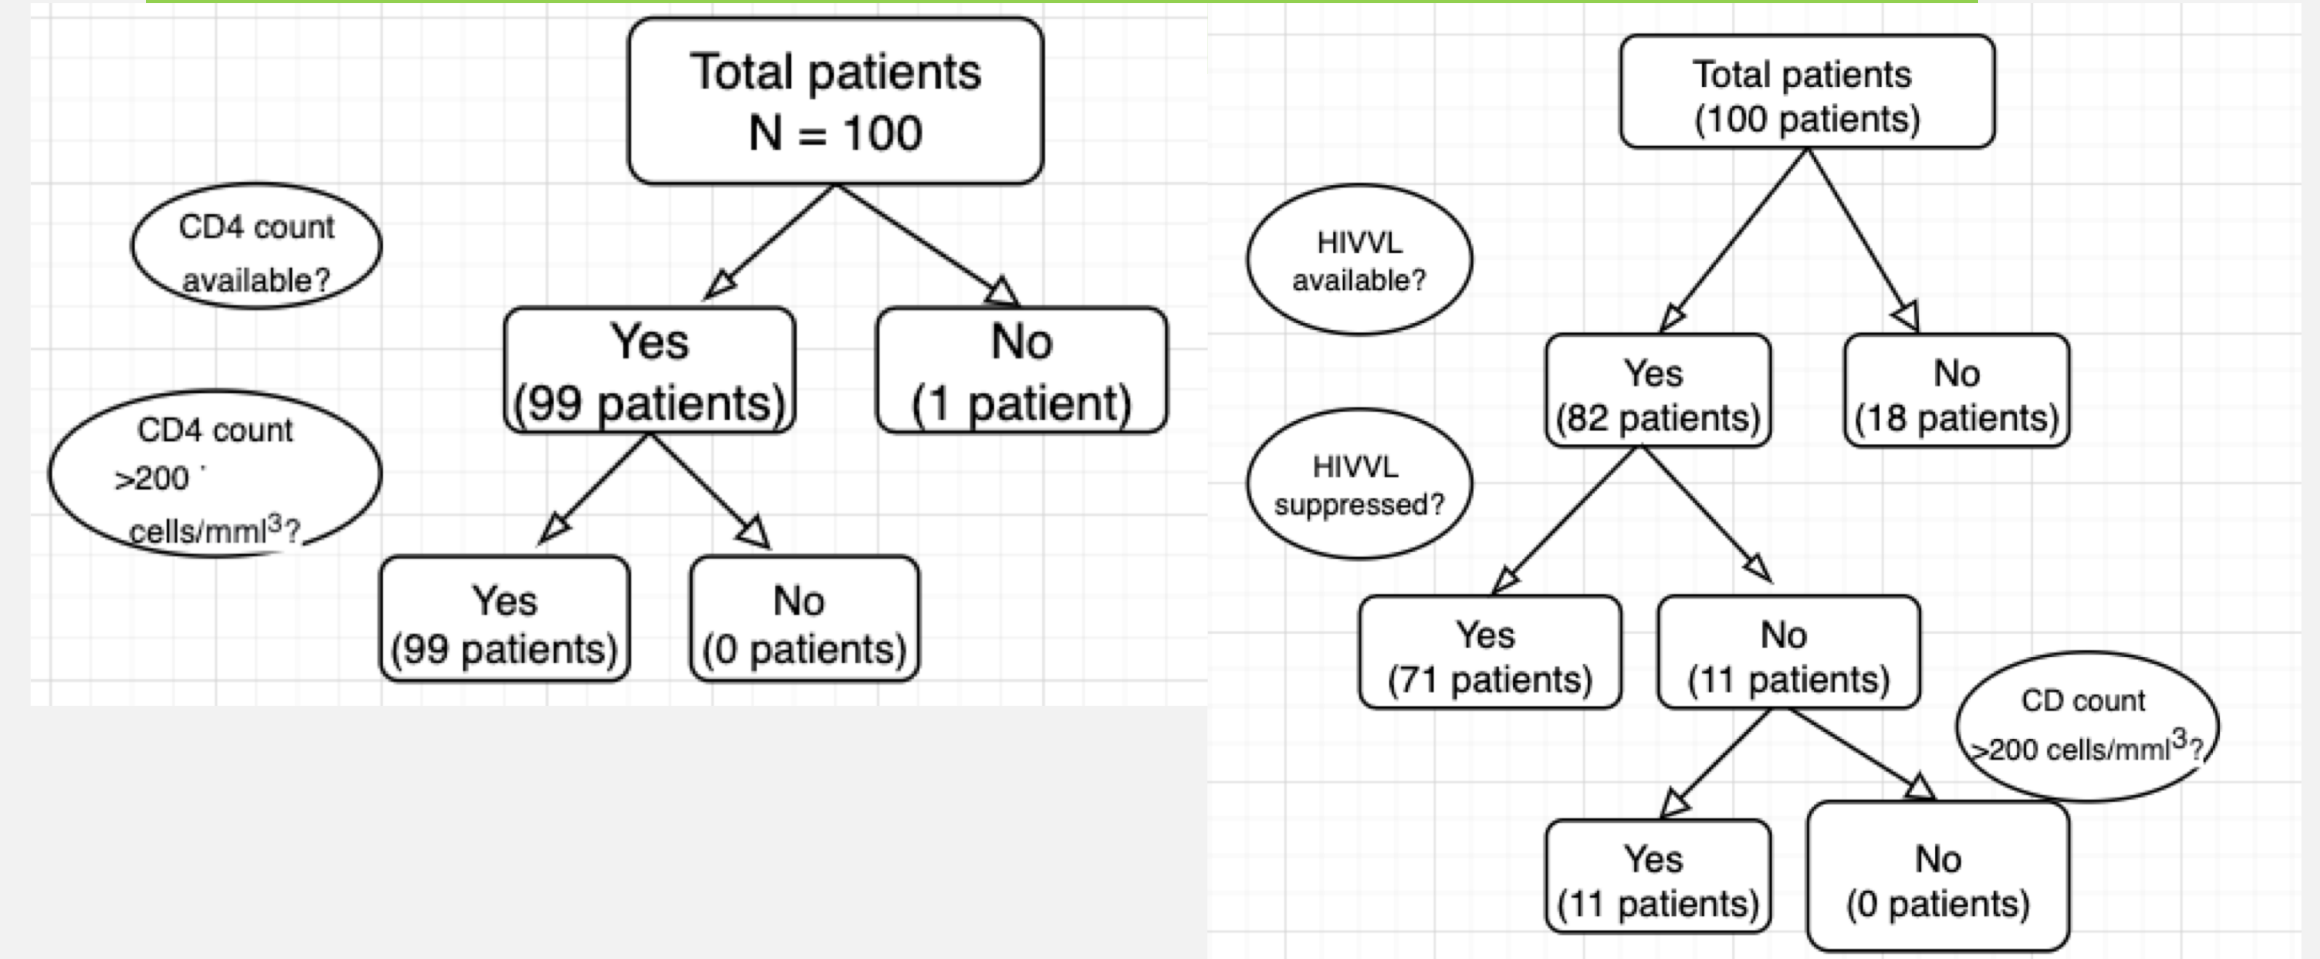 Total patients
N = 100
CD4 count
available?
Yes
(99 patients)
No
(1 patient)
CD4 count
>200
cells/mml³?
Yes
(99 patients)
No
(0 patients)
Total patients
(100 patients)
HIVVL
available?
Yes
(82 patients)
No
(18 patients)
HIVVL
suppressed?
Yes
(71 patients)
No
(11 patients)
CD count
>200 cells/mml³?
Yes
(11 patients)
No
(0 patients)